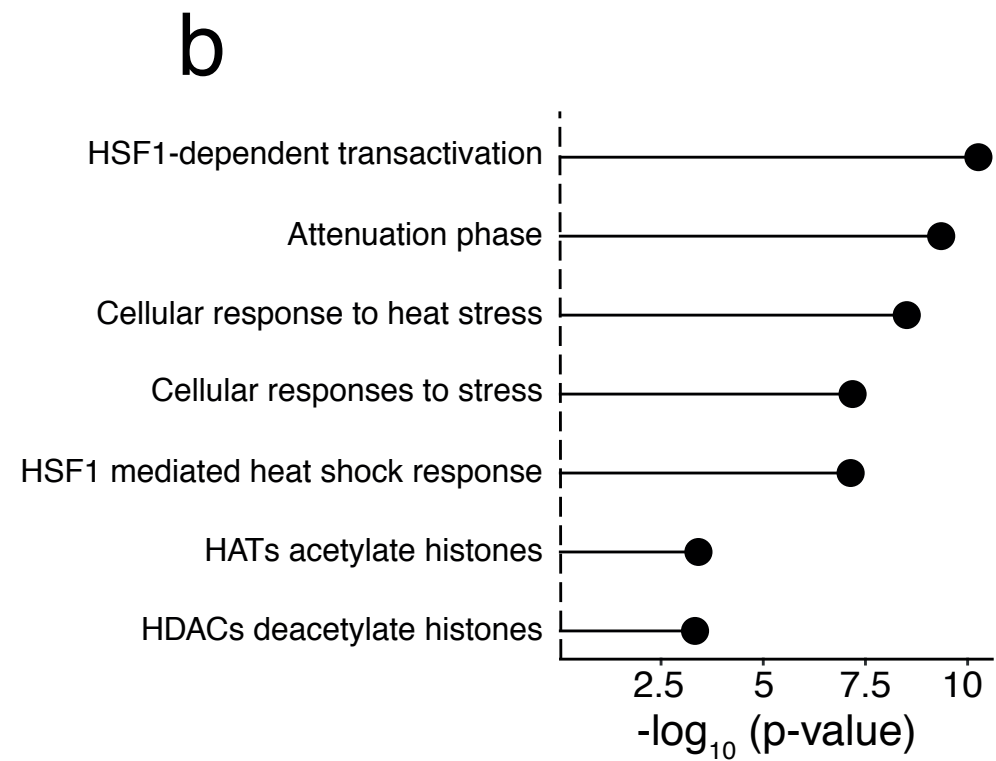 b
HSF1-dependent transactivation
Attenuation phase
Cellular response to heat stress
Cellular responses to stress
HSF1 mediated heat shock response
HATs acetylate histones
HDACs deacetylate histones
2.5 5 7.5 10
-log10 (p-value)